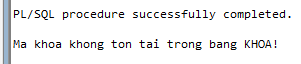 PL/SQL procedure successfully completed.
Ma khoa khong ton tai trong bang KHOA!